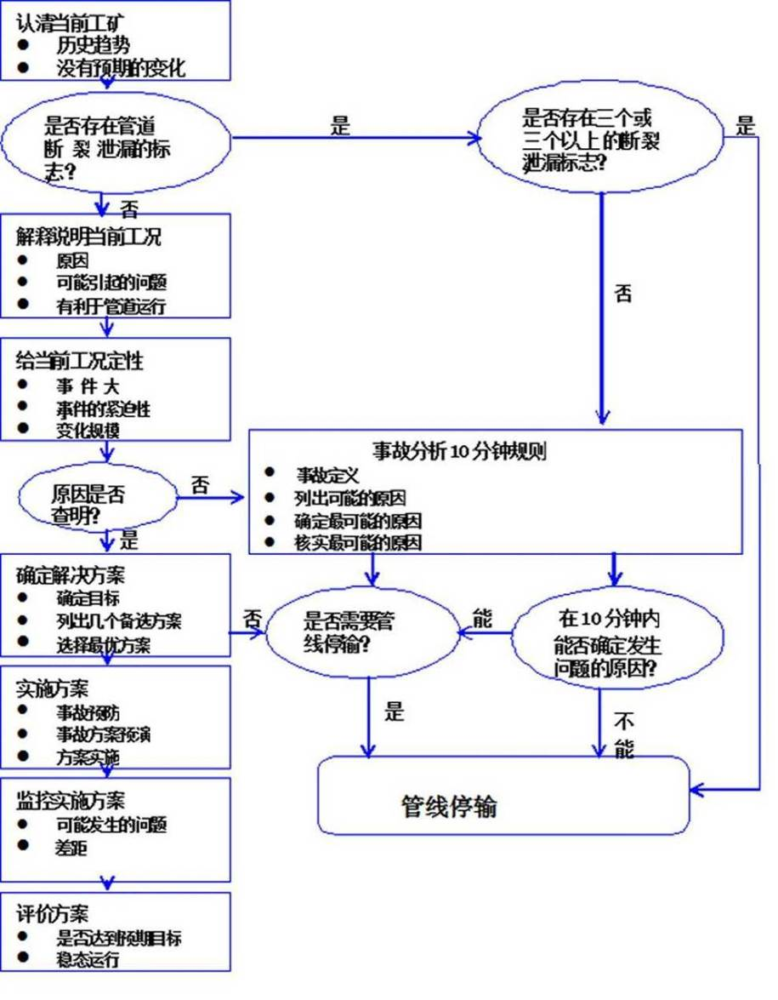 认清当前工矿
● 历史趋势
● 没有预期的变化
是否存在管道
断 裂 泄漏的标
志?
是
是否存在三个或
三个以上的断裂
泄漏标志?
是
否
解释说明当前工况
● 原因
● 可能引起的问题
● 有利于管道运行
否
给当前工况定性
● 事 件 大
● 事件的紧迫性
● 变化规模
事故分析10分钟规则
● 事故定义
● 列出可能的原因
● 确定最可能的原因
● 核实最可能的原因
原因是否
查明?
否
是
确定解决方案
● 确定目标
● 列出几个备选方案
● 选择最优方案
否
是否需要管
线停输?
能
在10分钟内
能否确定发生
问题的原因?
实施方案
● 事故预防
● 事故方案预演
● 方案实施
是
不
能
监控实施方案
● 可能发生的问题
● 差距
管线停输
评价方案
● 是否达到预期目标
● 稳态运行